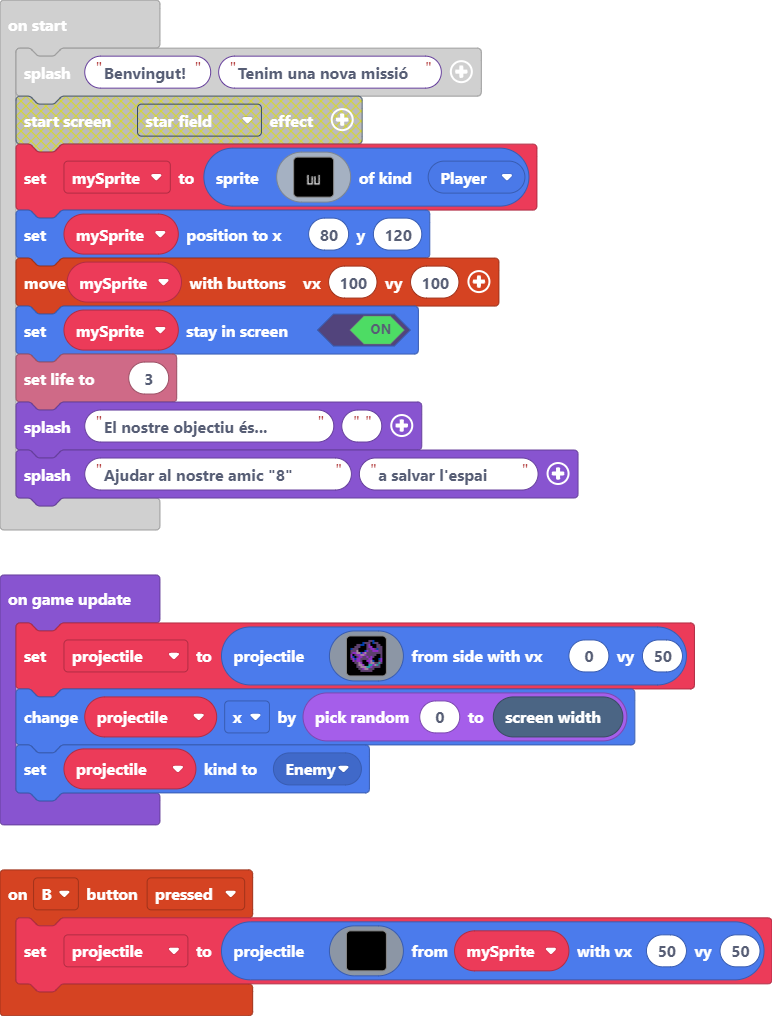 on start
splash "Benvingut!" "Tenim una nova missió"
start screen star field effect
set mySprite to sprite of kind Player
set mySprite position to x 80 y 120
move mySprite with buttons vx 100 vy 100
set mySprite stay in screen ON
set life to 3
splash "El nostre objectiu és..." " "
splash "Ajudar al nostre amic "8"" "a salvar l'espai"
on game update
set projectile to projectile from side with vx 0 vy 50
change projectile x by pick random 0 to screen width
set projectile kind to Enemy
on B button pressed
set projectile to projectile from mySprite with vx 50 vy 50